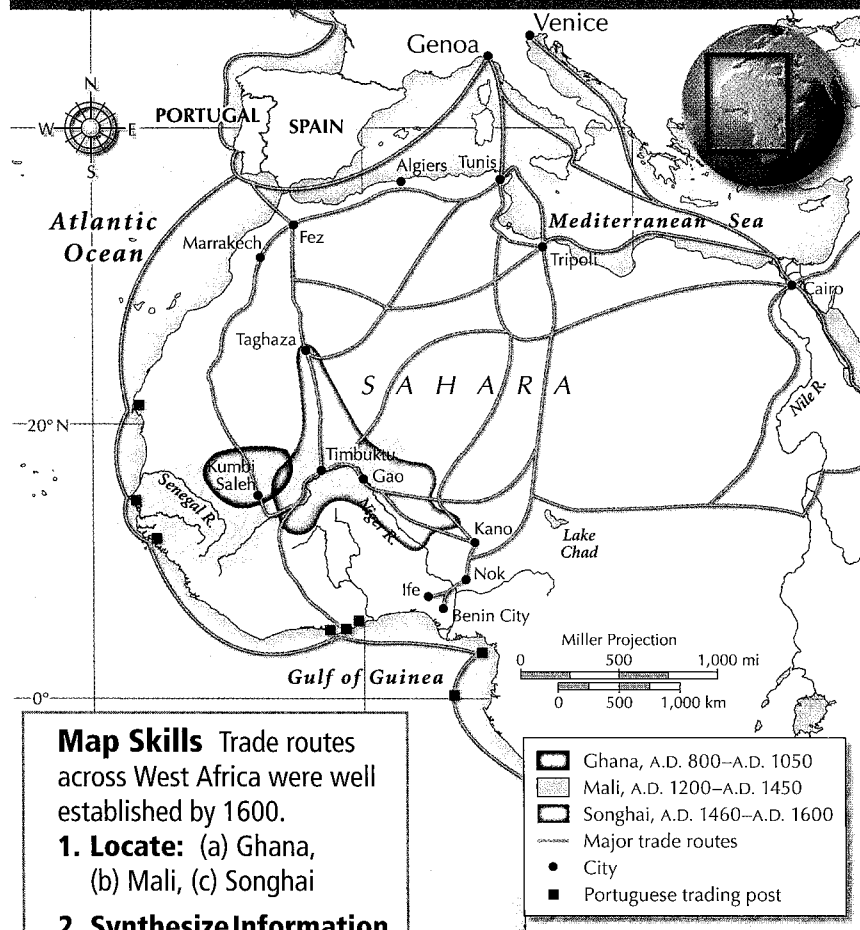 Venice
Genoa
N
W
E
S
PORTUGAL
SPAIN
Algiers
Tunis
Atlantic
Ocean
Mediterranean Sea
Marrakech
Fez
Tripoli
Cairo
Taghaza
SAHARA
Nile R.
20°N
Timbuktu
Kumbi
Saleh
Gao
Senegal R.
Niger R.
Kano
Lake
Chad
Nok
Ife
Benin City
Miller Projection
0 500 1,000 mi
0 500 1,000 km
Gulf of Guinea
0°
Map Skills Trade routes
across West Africa were well
established by 1600.
1. Locate: (a) Ghana,
(b) Mali, (c) Songhai
2. Synthesize Information
Ghana, A.D. 800–A.D. 1050
Mali, A.D. 1200–A.D. 1450
Songhai, A.D. 1460–A.D. 1600
Major trade routes
City
Portuguese trading post